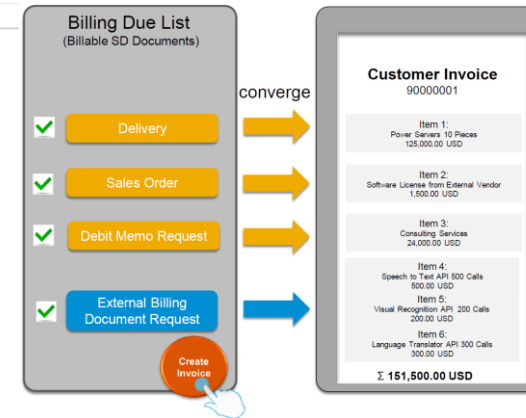 Billing Due List
(Billable SD Documents)
Delivery
Sales Order
Debit Memo Request
External Billing
Document Request
Create
Invoice
converge
Customer Invoice
90000001
Item 1:
Power Servers 10 Pieces
125,000.00 USD
Item 2:
Software License from External Vendor
1,500.00 USD
Item 3:
Consulting Services
24,000.00 USD
Item 4:
Speech to Text API 500 Calls
500.00 USD
Item 5:
Visual Recognition API 200 Calls
200.00 USD
Item 6:
Language Translator API 300 Calls
300.00 USD
Σ 151,500.00 USD